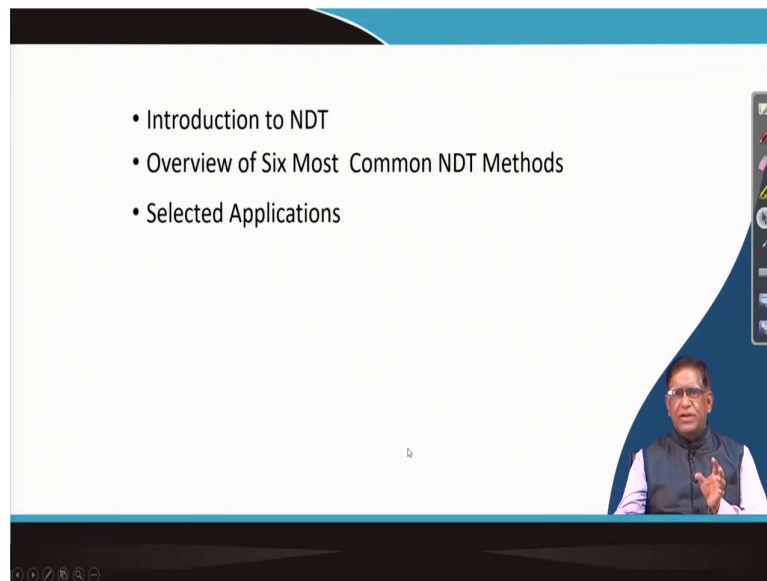 • Introduction to NDT
• Overview of Six Most Common NDT Methods
• Selected Applications